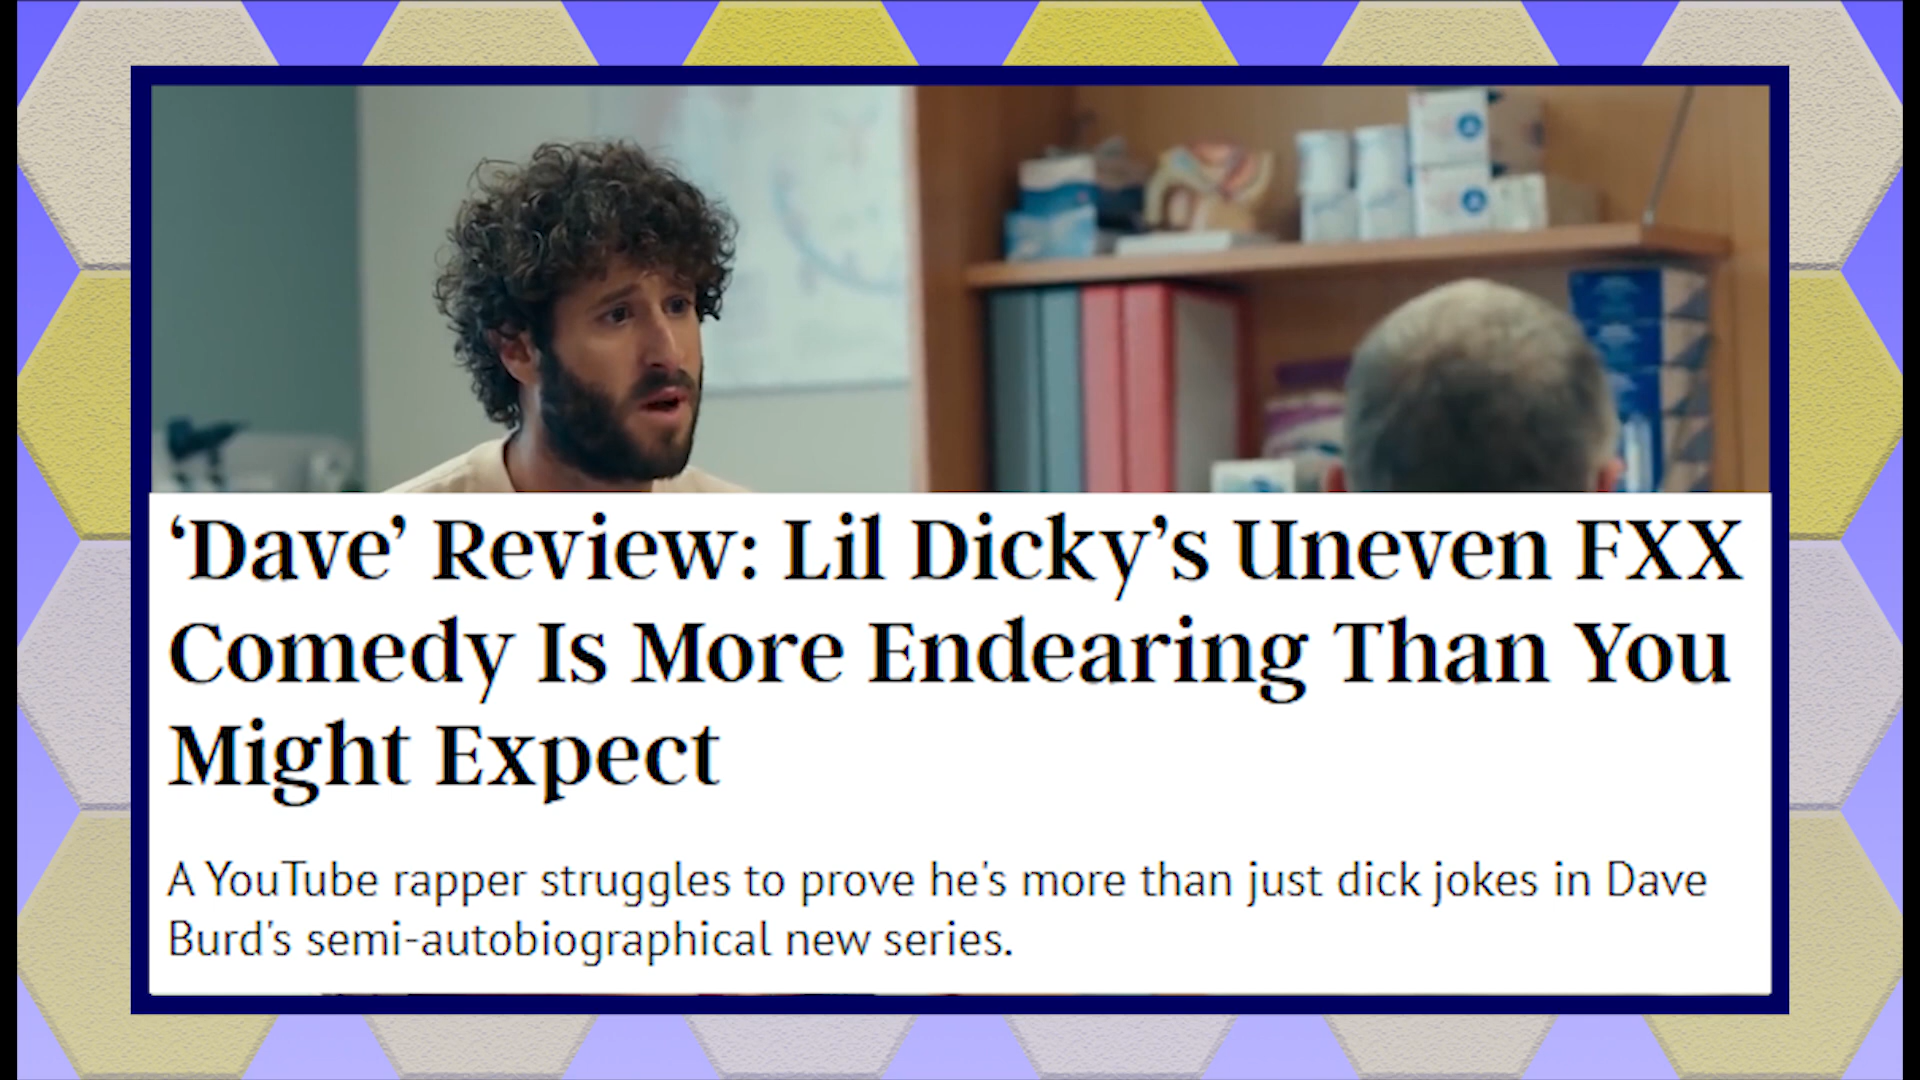 ‘Dave’ Review: Lil Dicky’s Uneven FXX
Comedy Is More Endearing Than You
Might Expect
A YouTube rapper struggles to prove he's more than just dick jokes in Dave
Burd's semi-autobiographical new series.